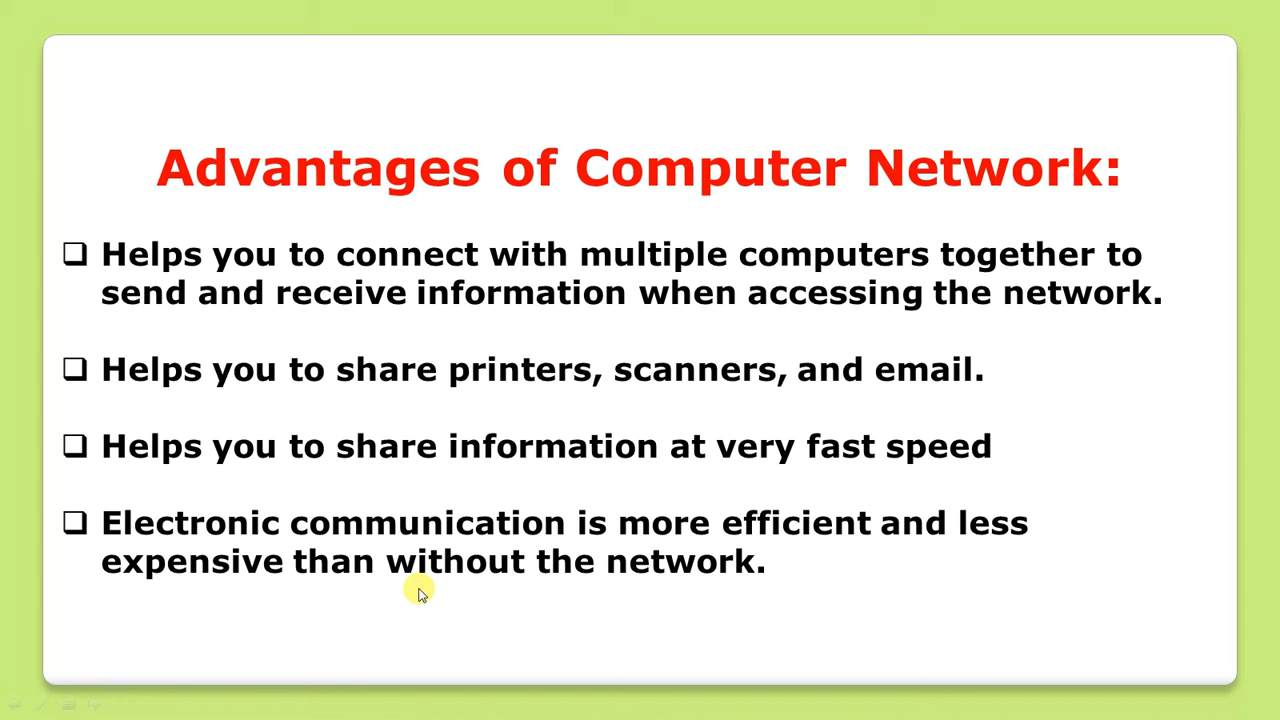 Advantages of Computer Network:
❑ Helps you to connect with multiple computers together to
send and receive information when accessing the network.
❑ Helps you to share printers, scanners, and email.
❑ Helps you to share information at very fast speed
❑ Electronic communication is more efficient and less
expensive than without the network.